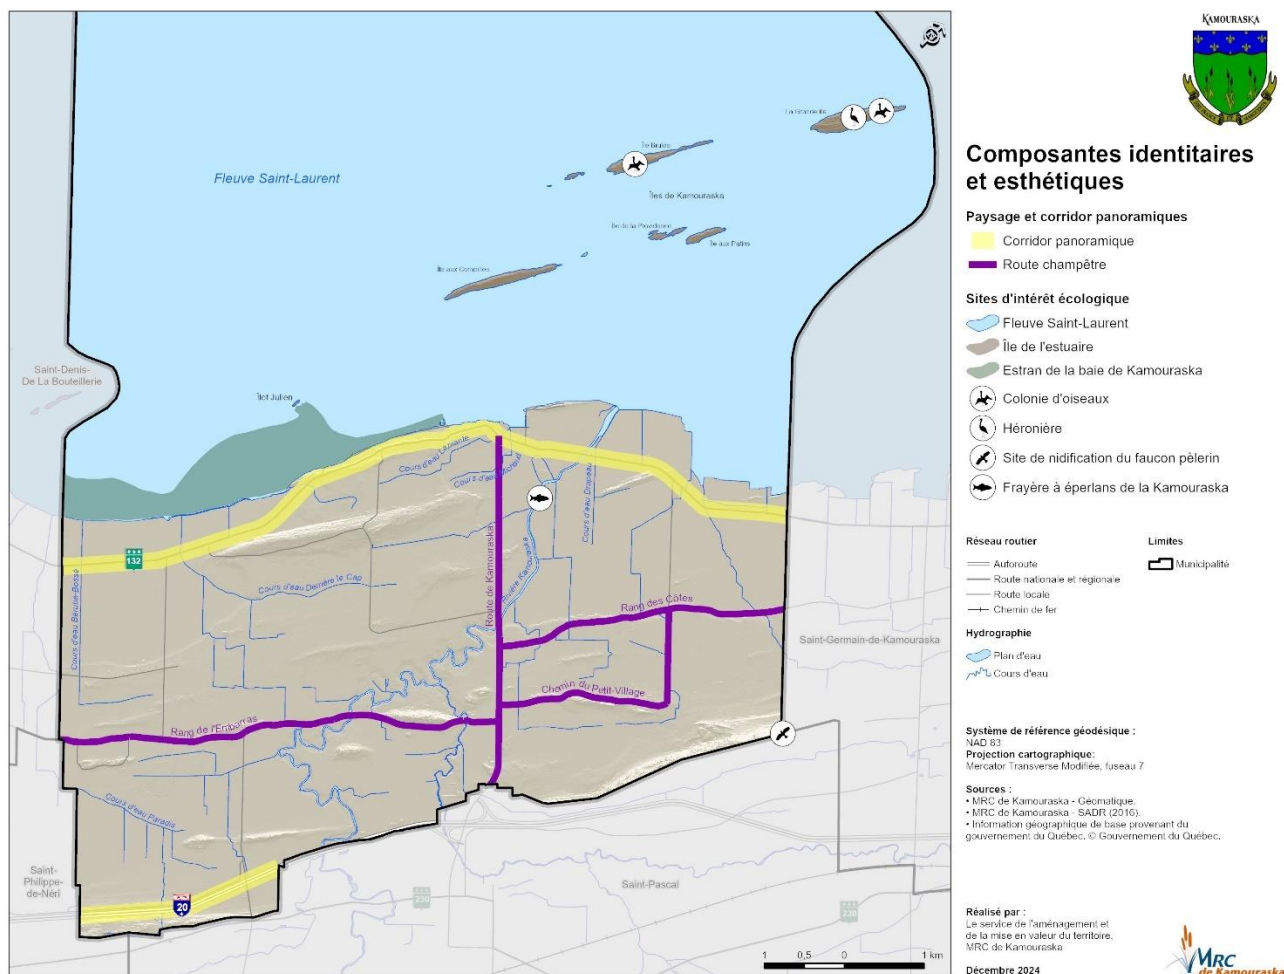 KAMOURASKA
Composantes identitaires
et esthétiques
Paysage et corridor panoramiques
Corridor panoramique
Route champêtre
Sites d'intérêt écologique
Fleuve Saint-Laurent
Île de l'estuaire
Estran de la baie de Kamouraska
Colonie d'oiseaux
Héronière
Site de nidification du faucon pèlerin
Frayère à éperlans de la Kamouraska
Réseau routier
Autoroute
Route nationale et régionale
Route locale
Chemin de fer
Limites
Municipalité
Hydrographie
Plan d'eau
Cours d'eau
Système de référence géodésique :
NAD 83
Projection cartographique:
Mercator Transverse Modifiée, fuseau 7
Sources :
• MRC de Kamouraska - Géomatique.
• MRC de Kamouraska - SADR (2016).
• Information géographique de base provenant du
gouvernement du Québec. © Gouvernement du Québec.
Réalisé par :
Le service de l'aménagement et
de la mise en valeur du territoire,
MRC de Kamouraska
Décembre 2024
MRC
de Kamouraska
Fleuve Saint-Laurent
La Grande Île
Île Brulée
Îles de Kamouraska
Île de la Providence
Île aux Patins
Île aux Corneilles
Saint-Denis-
De La Bouteillerie
Îlot Julien
Cours d'eau Lévisante
Cours d'eau Michaud
Cours d'eau Drapeau
132
Route de Kamouraska
Rivière Kamouraska
Cours d'eau Derrière le Cap
Cours d'eau Bérubé-Bossé
Rang des Côtes
Saint-Germain-de-Kamouraska
Chemin du Petit-Village
Rang de l'Embarras
Cours d'eau Paradis
Saint-
Philippe-
de-Néri
20
230
Saint-Pascal
230
1 0,5 0 1 km